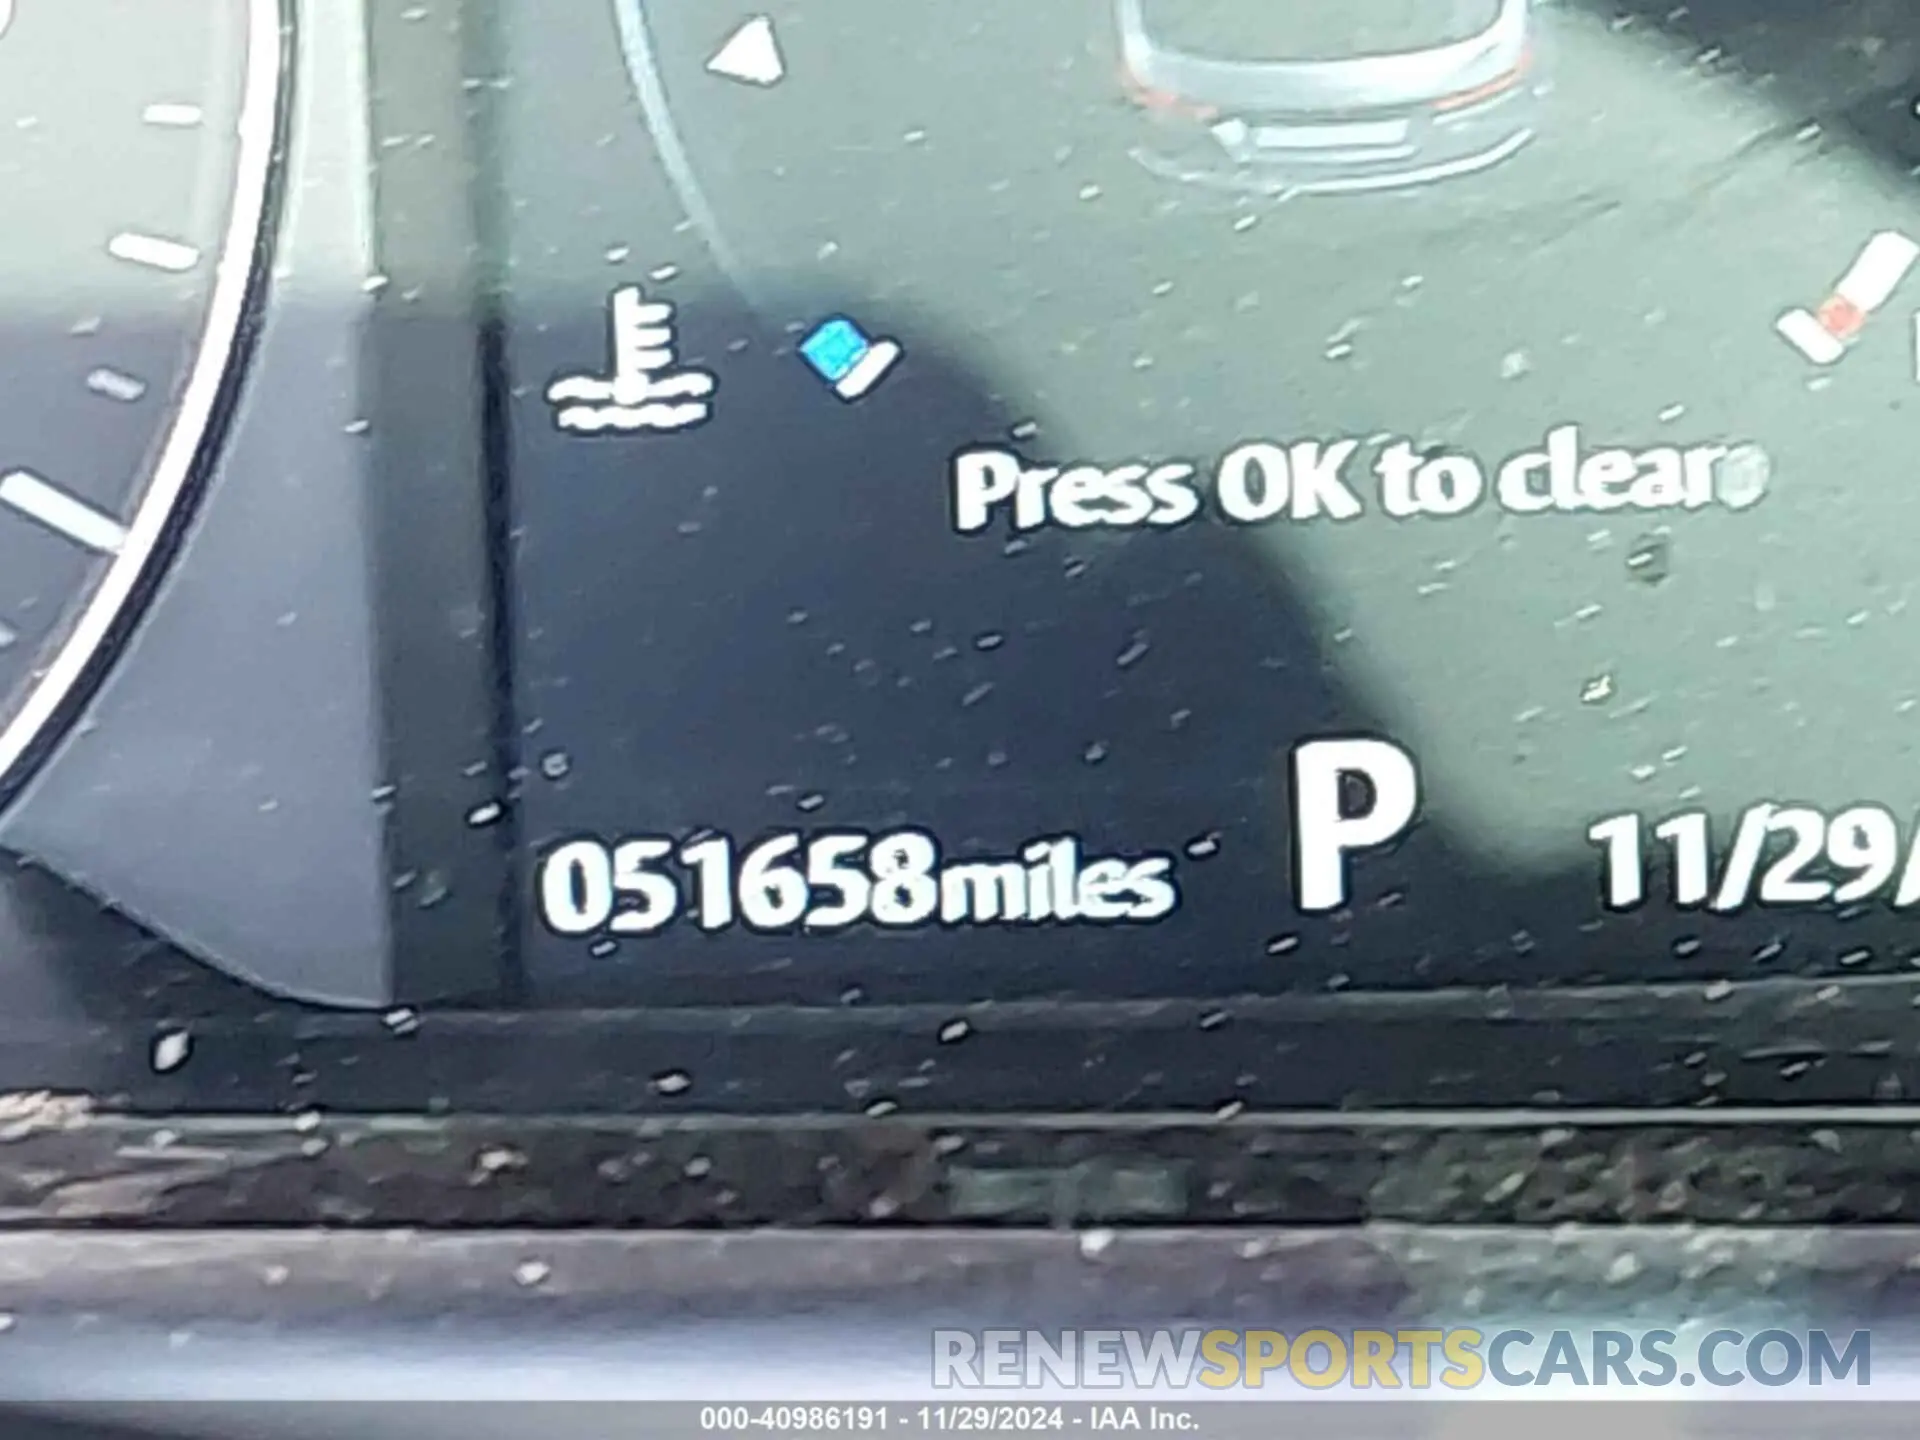 Press OK to clear.
051658miles P 11/29/
RENEWSPORTSCARS.COM
000-40986191 - 11/29/2024 - IAA Inc.